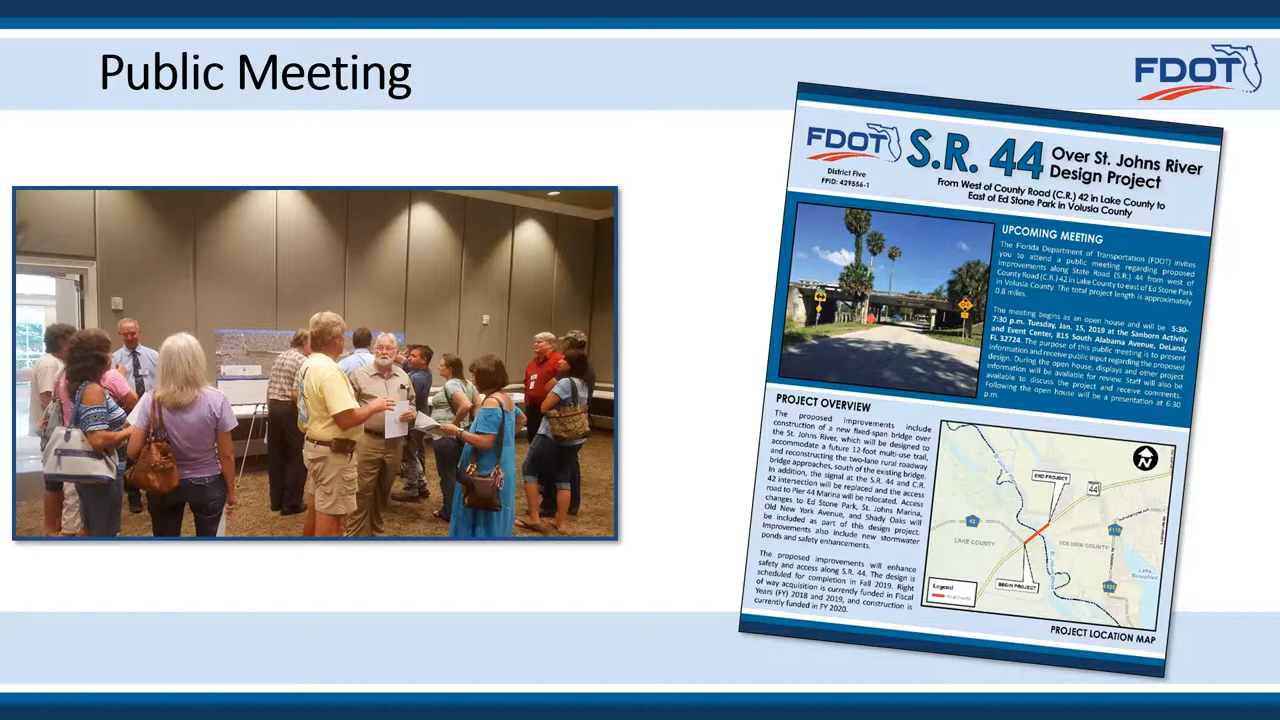 Public Meeting
FDOT
FDOT
District Five
FPID: 429556-1
S.R. 44
Over St. Johns River
Design Project
From West of County Road (C.R.) 42 in Lake County to
East of Ed Stone Park in Volusia County
UPCOMING MEETING
The Florida Department of Transportation (FDOT) invites
you to attend a public meeting regarding proposed
improvements along State Road (S.R.) 44 from west of
County Road (C.R.) 42 in Lake County to east of Ed Stone Park
in Volusia County. The total project length is approximately
0.8 miles.
The meeting begins as an open house and will be 5:30-
7:30 p.m. Tuesday, Jan. 15, 2019 at the Sanborn Activity
and Event Center, 815 South Alabama Avenue, DeLand,
FL 32724. The purpose of this public meeting is to present
information and receive public input regarding the proposed
design. During the open house, displays and other project
information will be available for review. Staff will also be
available to discuss the project and receive comments.
Following the open house will be a presentation at 6:30
p.m.
PROJECT OVERVIEW
The proposed improvements include
construction of a new fixed-span bridge over
the St. Johns River, which will be designed to
accommodate a future 12-foot multi-use trail,
and reconstructing the two-lane rural roadway
bridge approaches, south of the existing bridge.
In addition, the signal at the S.R. 44 and C.R.
42 intersection will be replaced and the access
road to Pier 44 Marina will be relocated. Access
changes to Ed Stone Park, St. Johns Marina,
Old New York Avenue, and Shady Oaks will
be included as part of this design project.
Improvements also include new stormwater
ponds and safety enhancements.
The proposed improvements will enhance
safety and access along S.R. 44. The design is
scheduled for completion in Fall 2019. Right
of way acquisition is currently funded in Fiscal
Years (FY) 2018 and 2019, and construction is
currently funded in FY 2020.
N
END PROJECT
44
42
LAKE COUNTY
VOLUSIA COUNTY
Lake
Beresford
BEGIN PROJECT
Legend
PROJECT LOCATION MAP